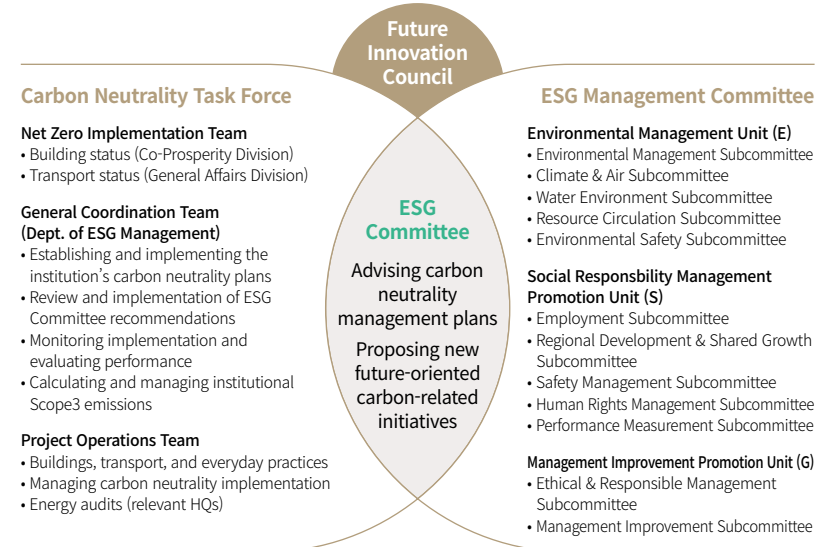 Future
Innovation
Council
Carbon Neutrality Task Force
Net Zero Implementation Team
• Building status (Co-Prosperity Division)
• Transport status (General Affairs Division)
General Coordination Team
(Dept. of ESG Management)
• Establishing and implementing the
institution's carbon neutrality plans
• Review and implementation of ESG
Committee recommendations
• Monitoring implementation and
evaluating performance
• Calculating and managing institutional
Scope3 emissions
Project Operations Team
• Buildings, transport, and everyday practices
• Managing carbon neutrality implementation
• Energy audits (relevant HQs)
ESG
Committee
Advising carbon
neutrality
management plans
Proposing new
future-oriented
carbon-related
initiatives
ESG Management Committee
Environmental Management Unit (E)
• Environmental Management Subcommittee
• Climate & Air Subcommittee
• Water Environment Subcommittee
• Resource Circulation Subcommittee
• Environmental Safety Subcommittee
Social Responsbility Management
Promotion Unit (S)
• Employment Subcommittee
• Regional Development & Shared Growth
Subcommittee
• Safety Management Subcommittee
• Human Rights Management Subcommittee
• Performance Measurement Subcommittee
Management Improvement Promotion Unit (G)
• Ethical & Responsible Management
Subcommittee
• Management Improvement Subcommittee